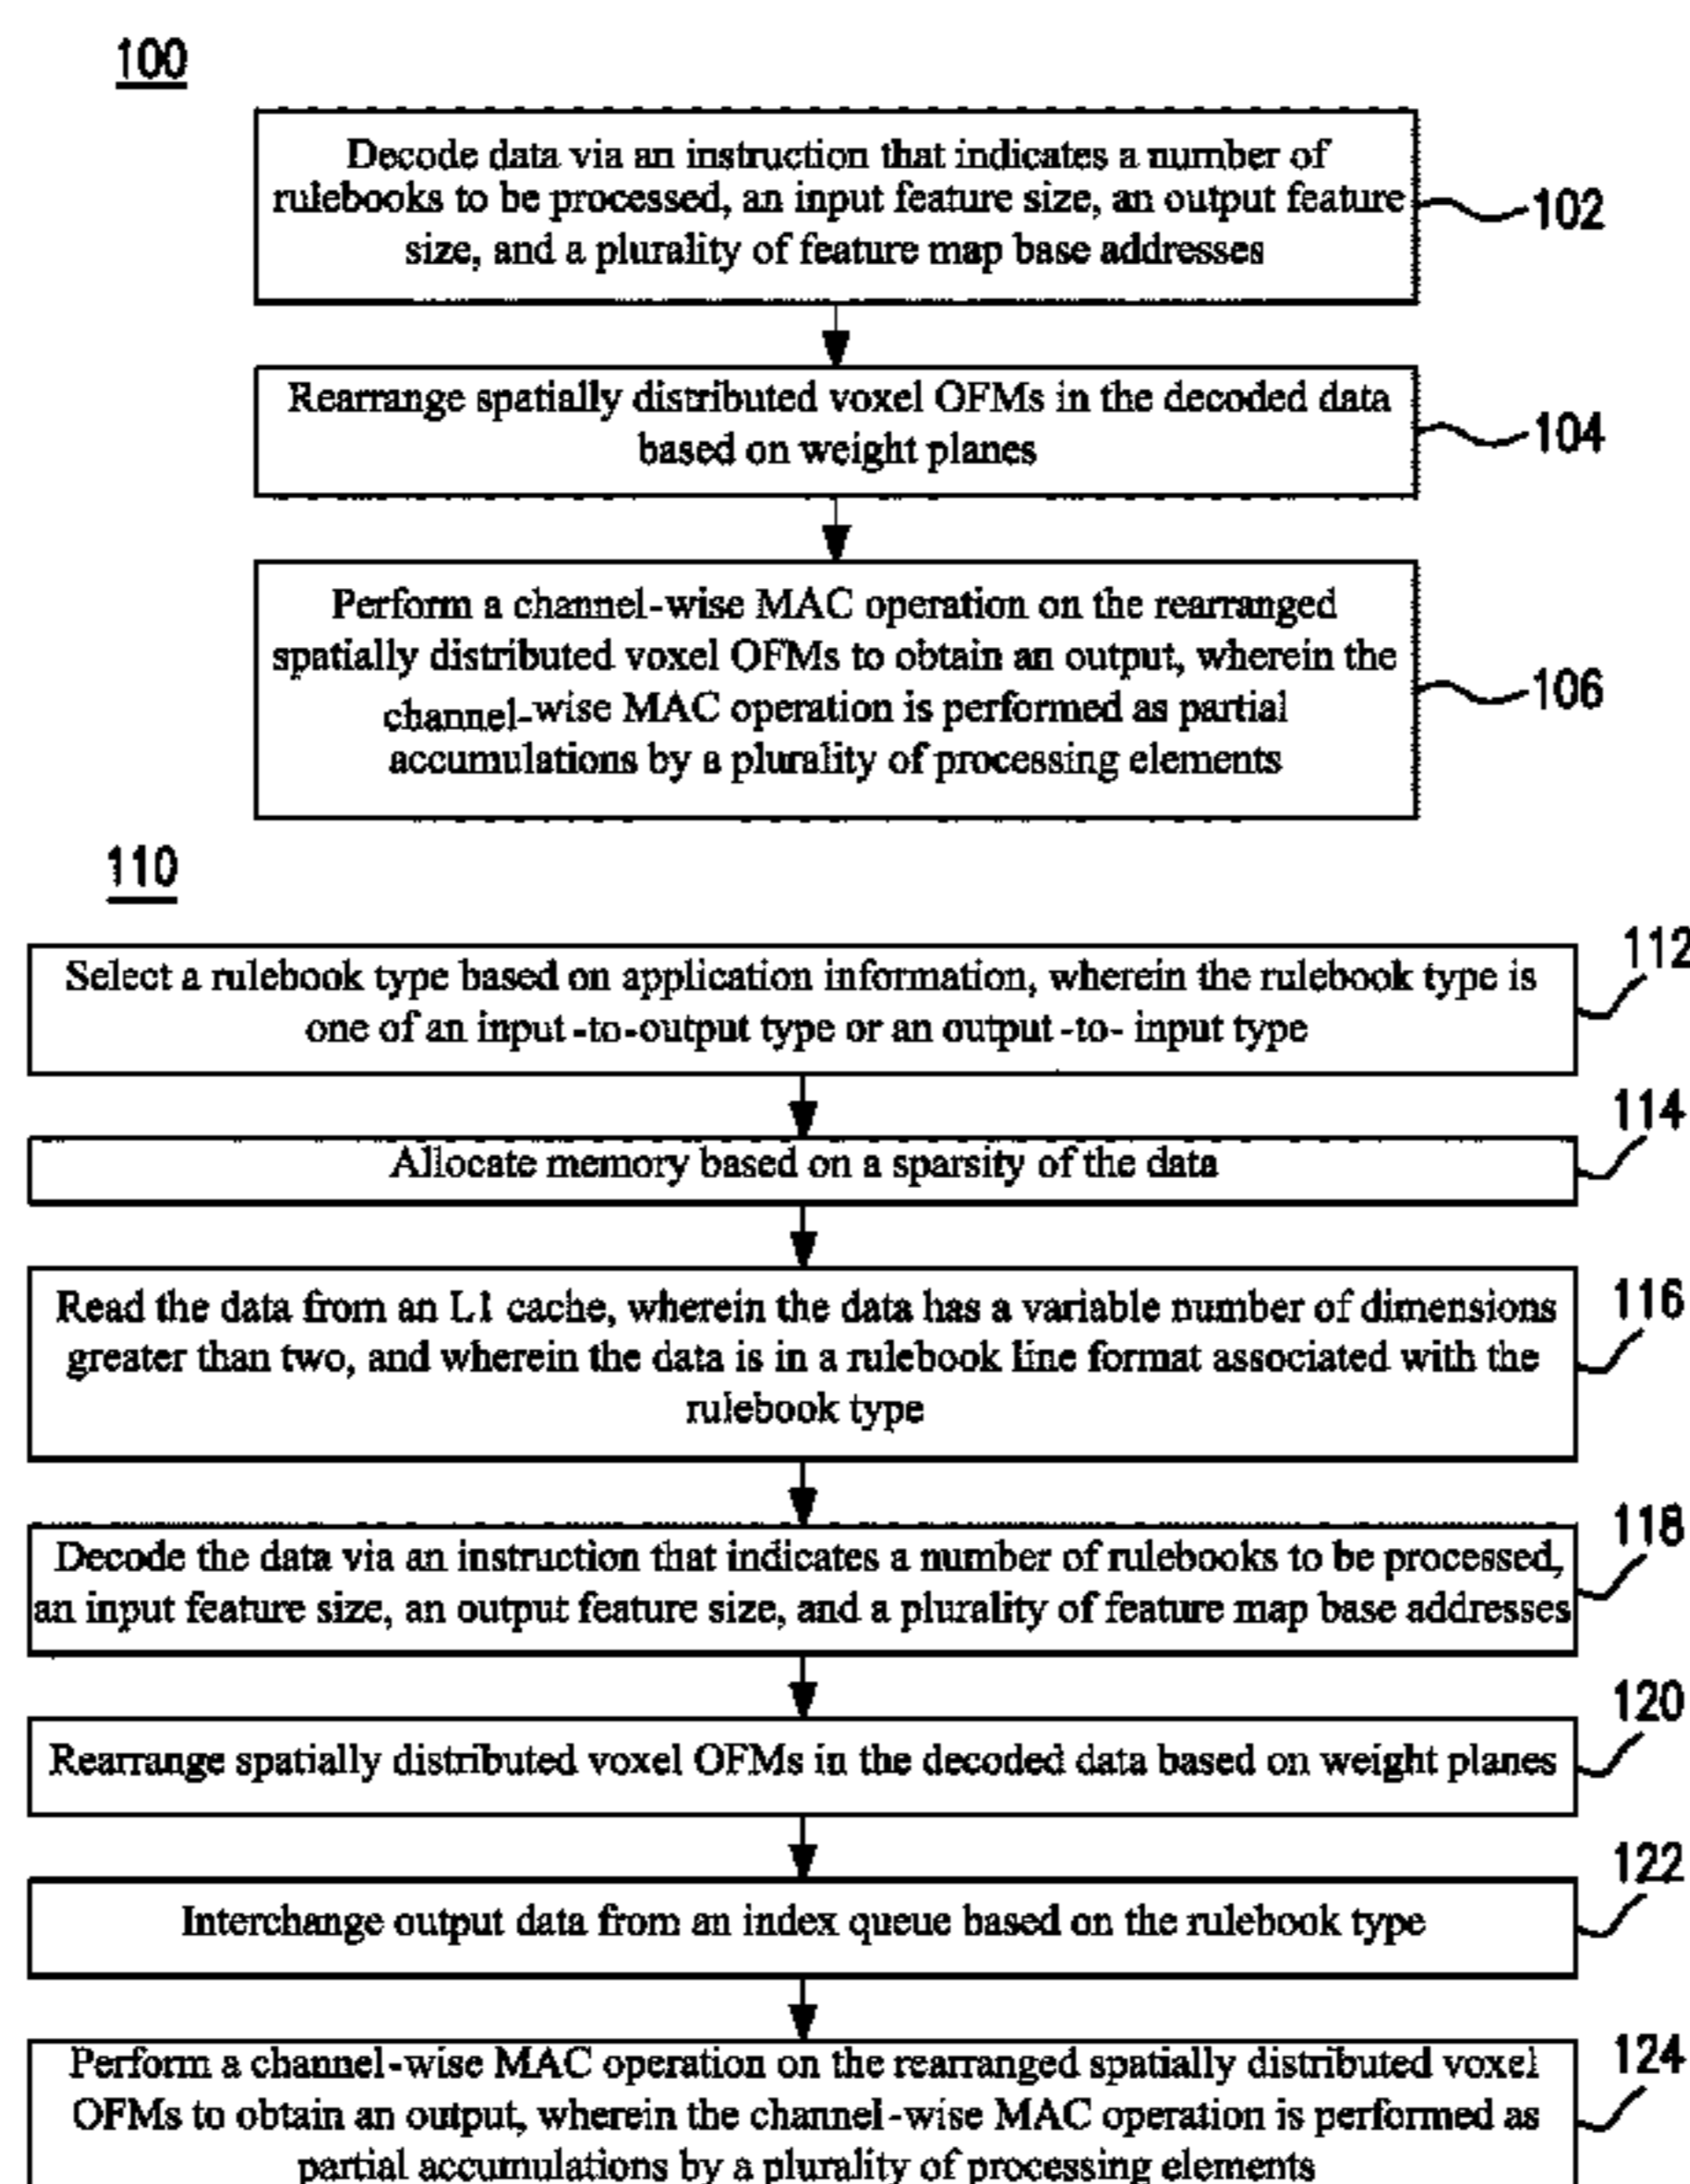 100
Decode data via an instruction that indicates a number of
rulebooks to be processed, an input feature size, an output feature
size, and a plurality of feature map base addresses
102
Rearrange spatially distributed voxel OFMs in the decoded data
based on weight planes
104
Perform a channel-wise MAC operation on the rearranged
spatially distributed voxel OFMs to obtain an output, wherein the
channel-wise MAC operation is performed as partial
accumulations by a plurality of processing elements
106
110
112
Select a rulebook type based on application information, wherein the rulebook type is
one of an input-to-output type or an output-to- input type
114
Allocate memory based on a sparsity of the data
116
Read the data from an L1 cache, wherein the data has a variable number of dimensions
greater than two, and wherein the data is in a rulebook line format associated with the
rulebook type
118
Decode the data via an instruction that indicates a number of rulebooks to be processed,
an input feature size, an output feature size, and a plurality of feature map base addresses
120
Rearrange spatially distributed voxel OFMs in the decoded data based on weight planes
122
Interchange output data from an index queue based on the rulebook type
124
Perform a channel-wise MAC operation on the rearranged spatially distributed voxel
OFMs to obtain an output, wherein the channel-wise MAC operation is performed as
partial accumulations by a plurality of processing elements